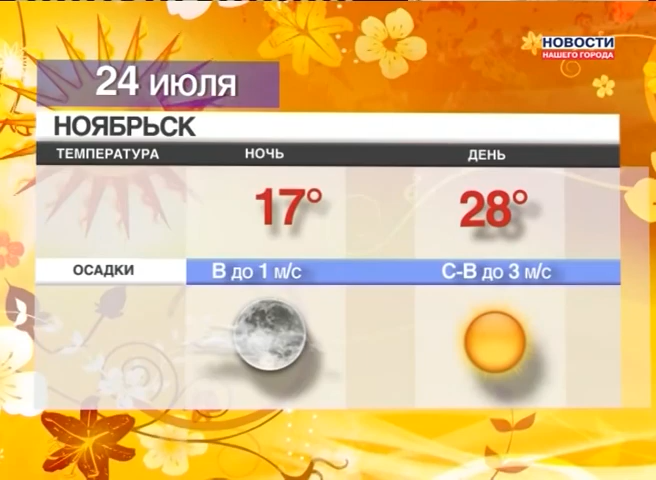 НОВОСТИ
НАШЕГО ГОРОДА
24 ИЮЛЯ
НОЯБРЬСК
ТЕМПЕРАТУРА НОЧЬ ДЕНЬ
17° 28°
ОСАДКИ В до 1 м/с С-В до 3 м/с